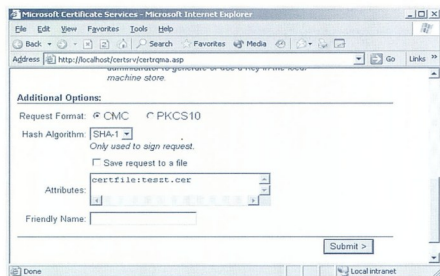 Microsoft Certificate Services - Microsoft Internet Explorer
File Edit View Favorites Tools Help
Back Search Favorites Media
Address http://localhost/certsrv/certrqma.asp Go Links »
administrator to generate or use a key in the local
machine store.
Additional Options:
Request Format: CMC PKCS10
Hash Algorithm: SHA-1
Only used to sign request.
Save request to a file
certfile:teszt.cer
Attributes:
Friendly Name:
Submit >
Done Local intranet